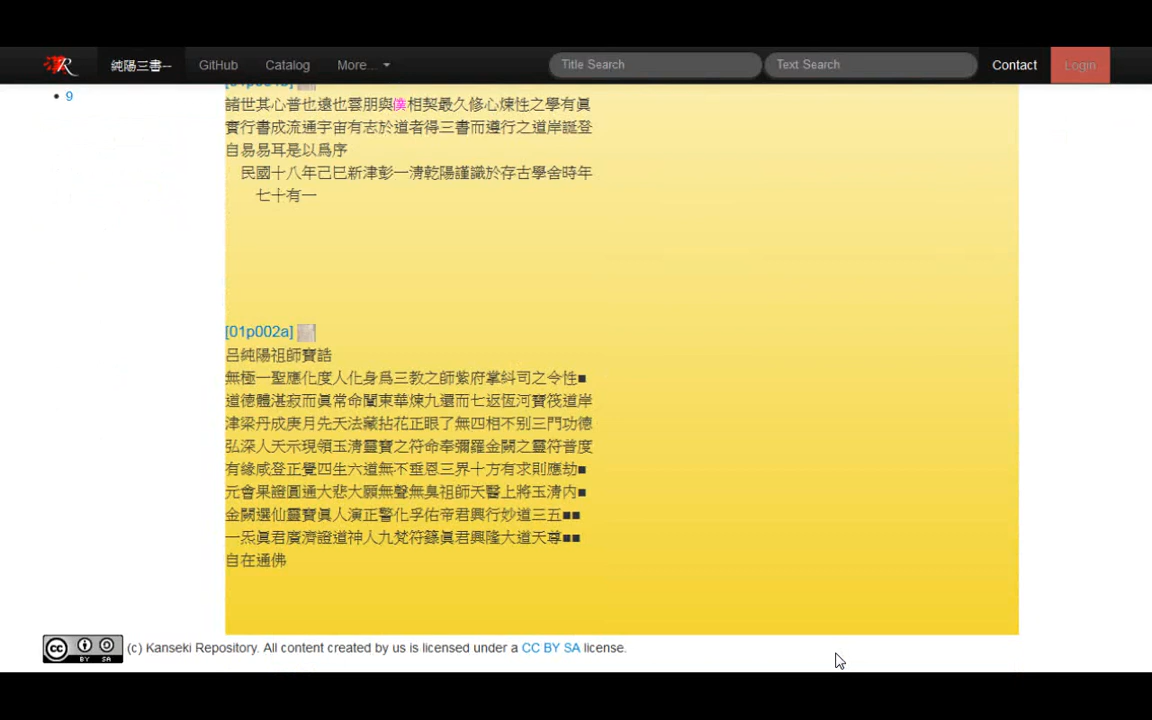 純陽三書--
GitHub
Catalog
More...
Title Search
Text Search
Contact
Login
9
諸世其心普也遠也雲朋與僕相契最久修心煉性之學有眞
實行書成流通宇宙有志於道者得三書而遵行之道岸誕登
自易易耳是以爲序
民國十八年己巳新津彭一淸乾陽謹識於存古學舍時年
七十有一
[01p002a]
呂純陽祖師寶誥
無極一聖應化度人化身爲三教之師紫府掌糾司之令性■
道德體湛寂而眞常命闡東華煉九還而七返恆河寶筏道岸
津梁丹成庚月先天法藏拈花正眼了無四相不别三門功德
弘深人天示現領玉淸靈寶之符命奉彌羅金闕之靈符普度
有緣咸登正覺四生六道無不垂恩三界十方有求則應劫■
元會果證圓通大悲大願無聲無臭祖師天醫上將玉淸内■
金闕選仙靈寶眞人演正警化孚佑帝君興行妙道三五■■
一炁眞君廣濟證道神人九梵符籙眞君興隆大道天尊■■
自在通佛
(c) Kanseki Repository. All content created by us is licensed under a CC BY SA license.